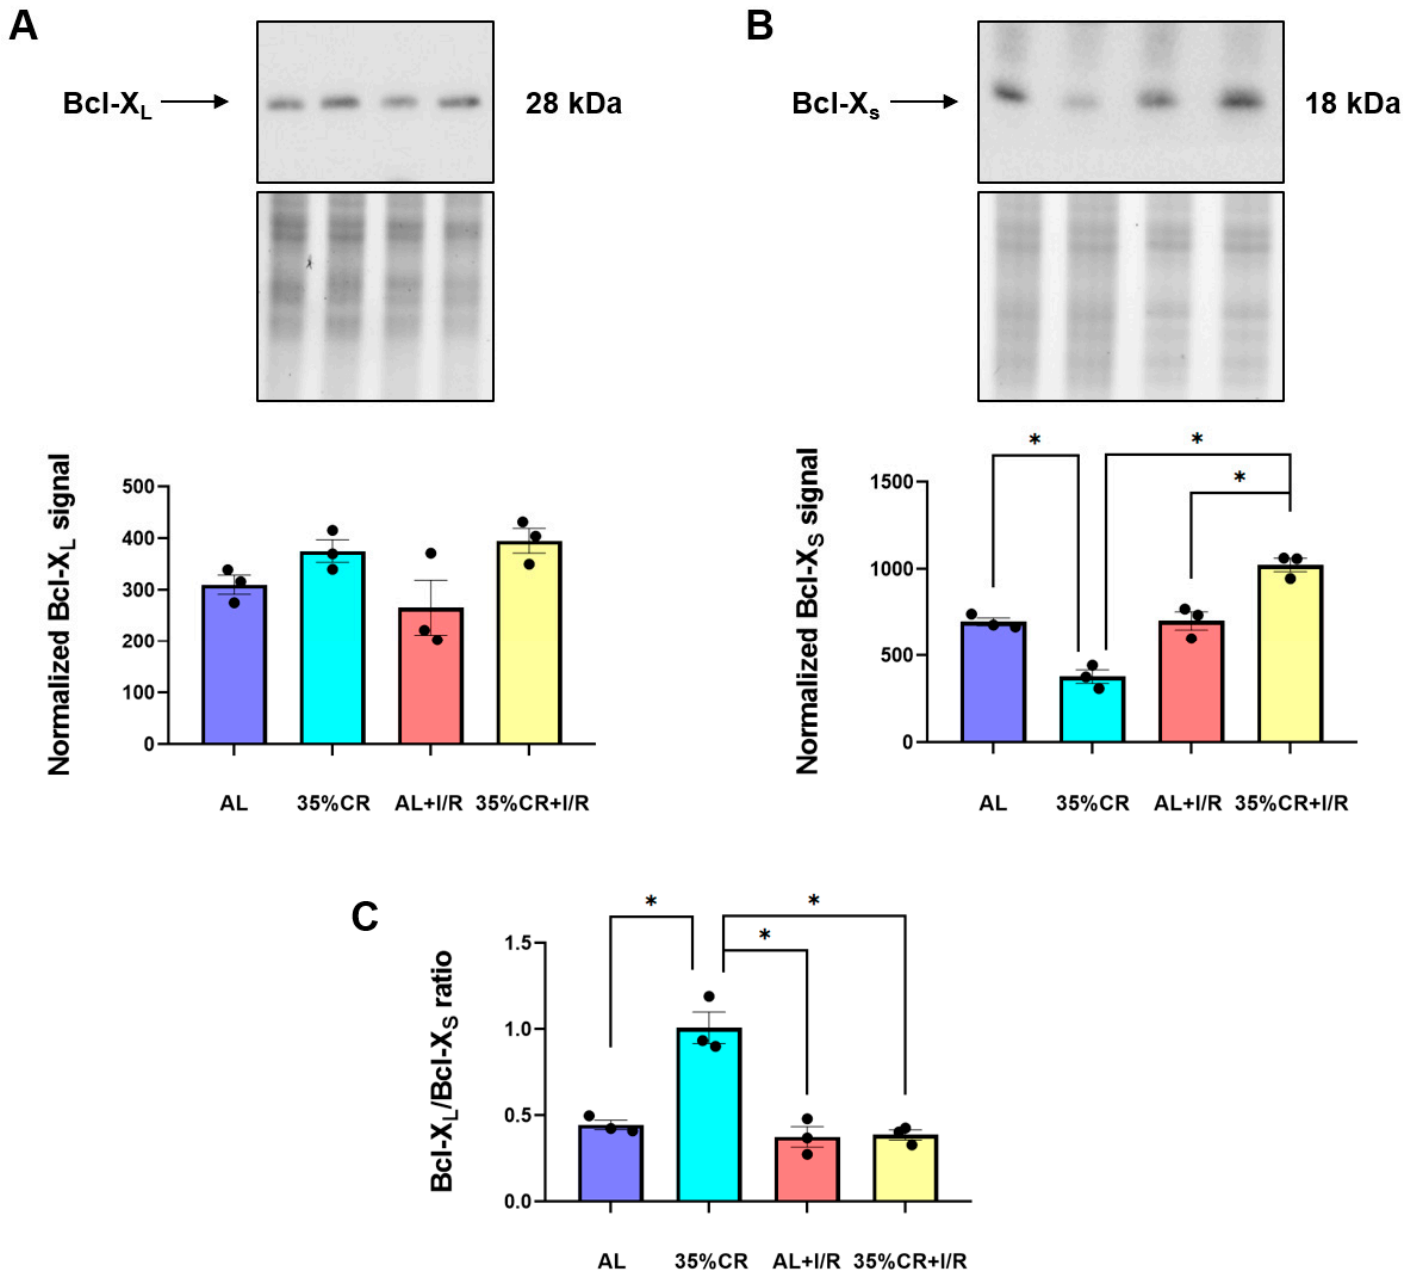 A
B
Bcl-XL
28 kDa
Bcl-Xs
18 kDa
Normalized Bcl-XL signal
500
400
300
200
100
0
AL
35%CR
AL+I/R
35%CR+I/R
Normalized Bcl-XS signal
*
*
*
1500
1000
500
0
AL
35%CR
AL+I/R
35%CR+I/R
C
Bcl-XL/Bcl-XS ratio
*
*
*
1.5
1.0
0.5
0.0
AL
35%CR
AL+I/R
35%CR+I/R